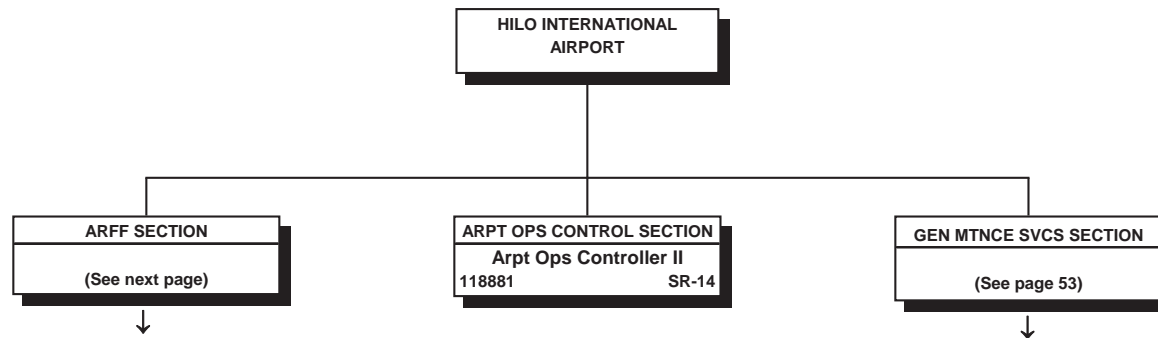 HILO INTERNATIONAL
AIRPORT
ARFF SECTION
(See next page)
ARPT OPS CONTROL SECTION
Arpt Ops Controller II
118881 SR-14
GEN MTNCE SVCS SECTION
(See page 53)